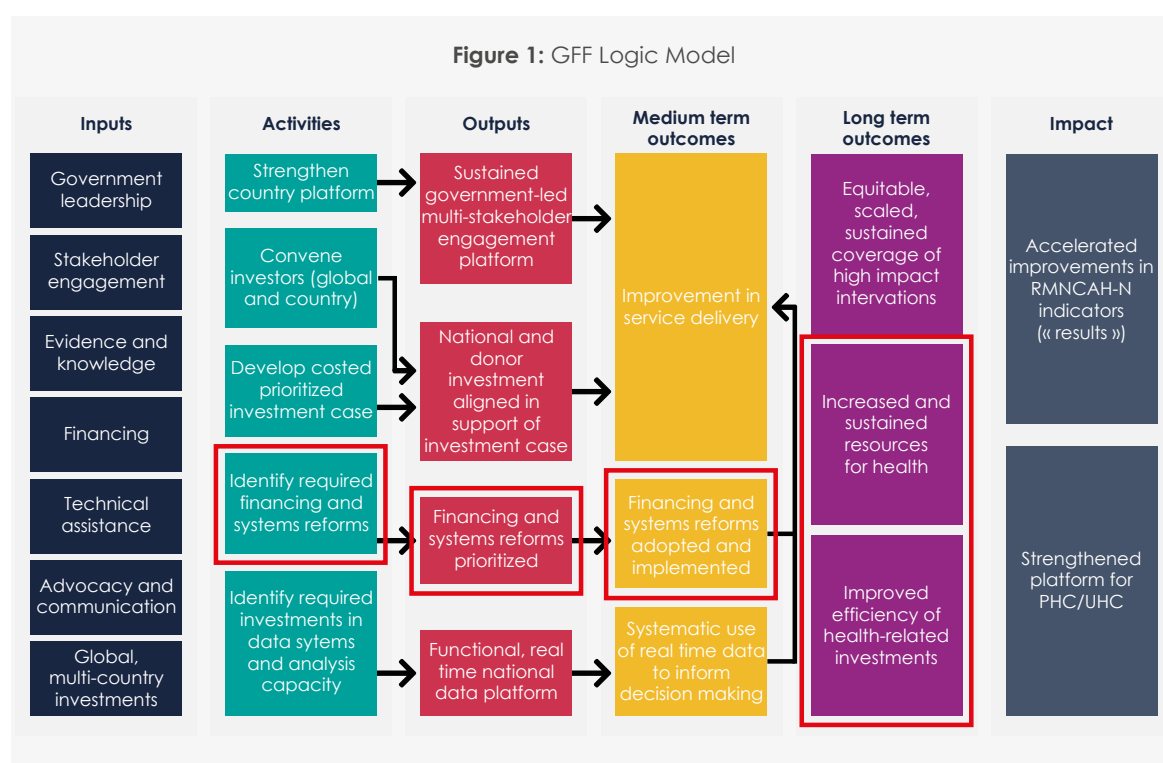 Figure 1: GFF Logic Model
Inputs
Government
leadership
Stakeholder
engagement
Evidence and
knowledge
Financing
Technical
assistance
Advocacy and
communication
Global,
multi-country
investments
Activities
Strengthen
country platform
Convene
investors (global
and country)
Develop costed
prioritized
investment case
Identify required
financing and
systems reforms
Identify required
investments in
data sytems
and analysis
capacity
Outputs
Sustained
government-led
multi-stakeholder
engagement
platform
National and
donor
investment
aligned in
support of
investment case
Financing and
systems reforms
prioritized
Functional, real
time national
data platform
Medium term
outcomes
Improvement in
service delivery
Financing and
systems reforms
adopted and
implemented
Systematic use
of real time data
to inform
decision making
Long term
outcomes
Equitable,
scaled,
sustained
coverage of
high impact
intervations
Increased and
sustained
resources
for health
Improved
efficiency of
health-related
investments
Impact
Accelerated
improvements in
RMNCAH-N
indicators
(« results »)
Strengthened
platform for
PHC/UHC